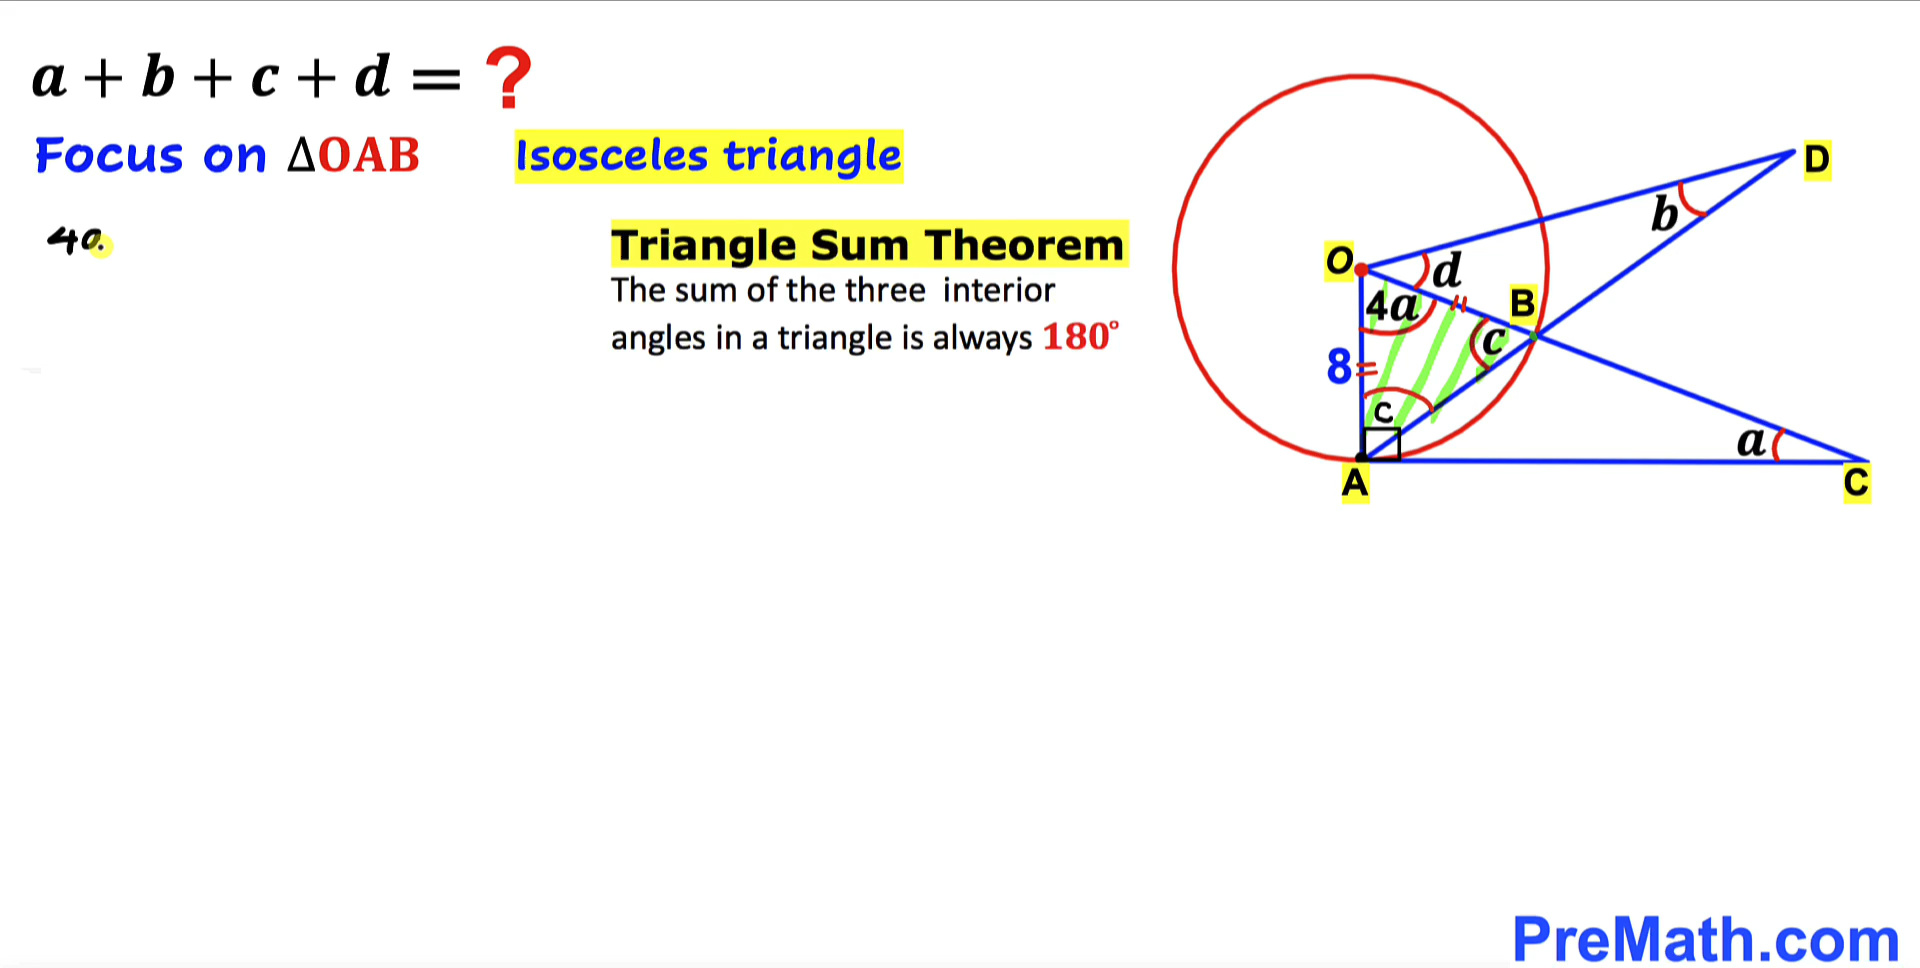 a + b + c + d = ?
Focus on ΔOAB
Isosceles triangle
Triangle Sum Theorem
The sum of the three interior
angles in a triangle is always 180°
D
b
O
d
4a
B
c
8
c
a
A
C
PreMath.com